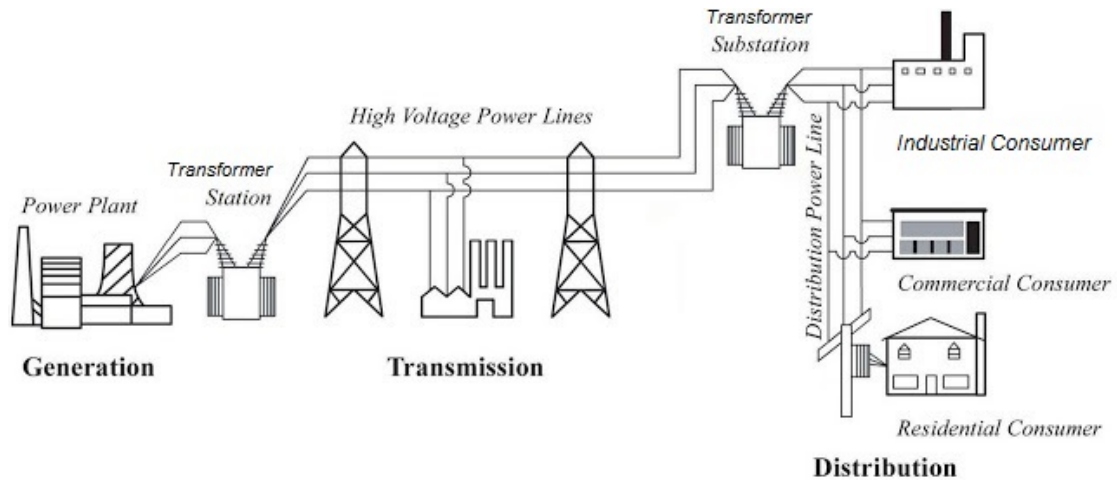 Transformer
Substation
High Voltage Power Lines
Industrial Consumer
Transformer
Station
Power Plant
Distribution Power Line
Commercial Consumer
Generation
Transmission
Residential Consumer
Distribution